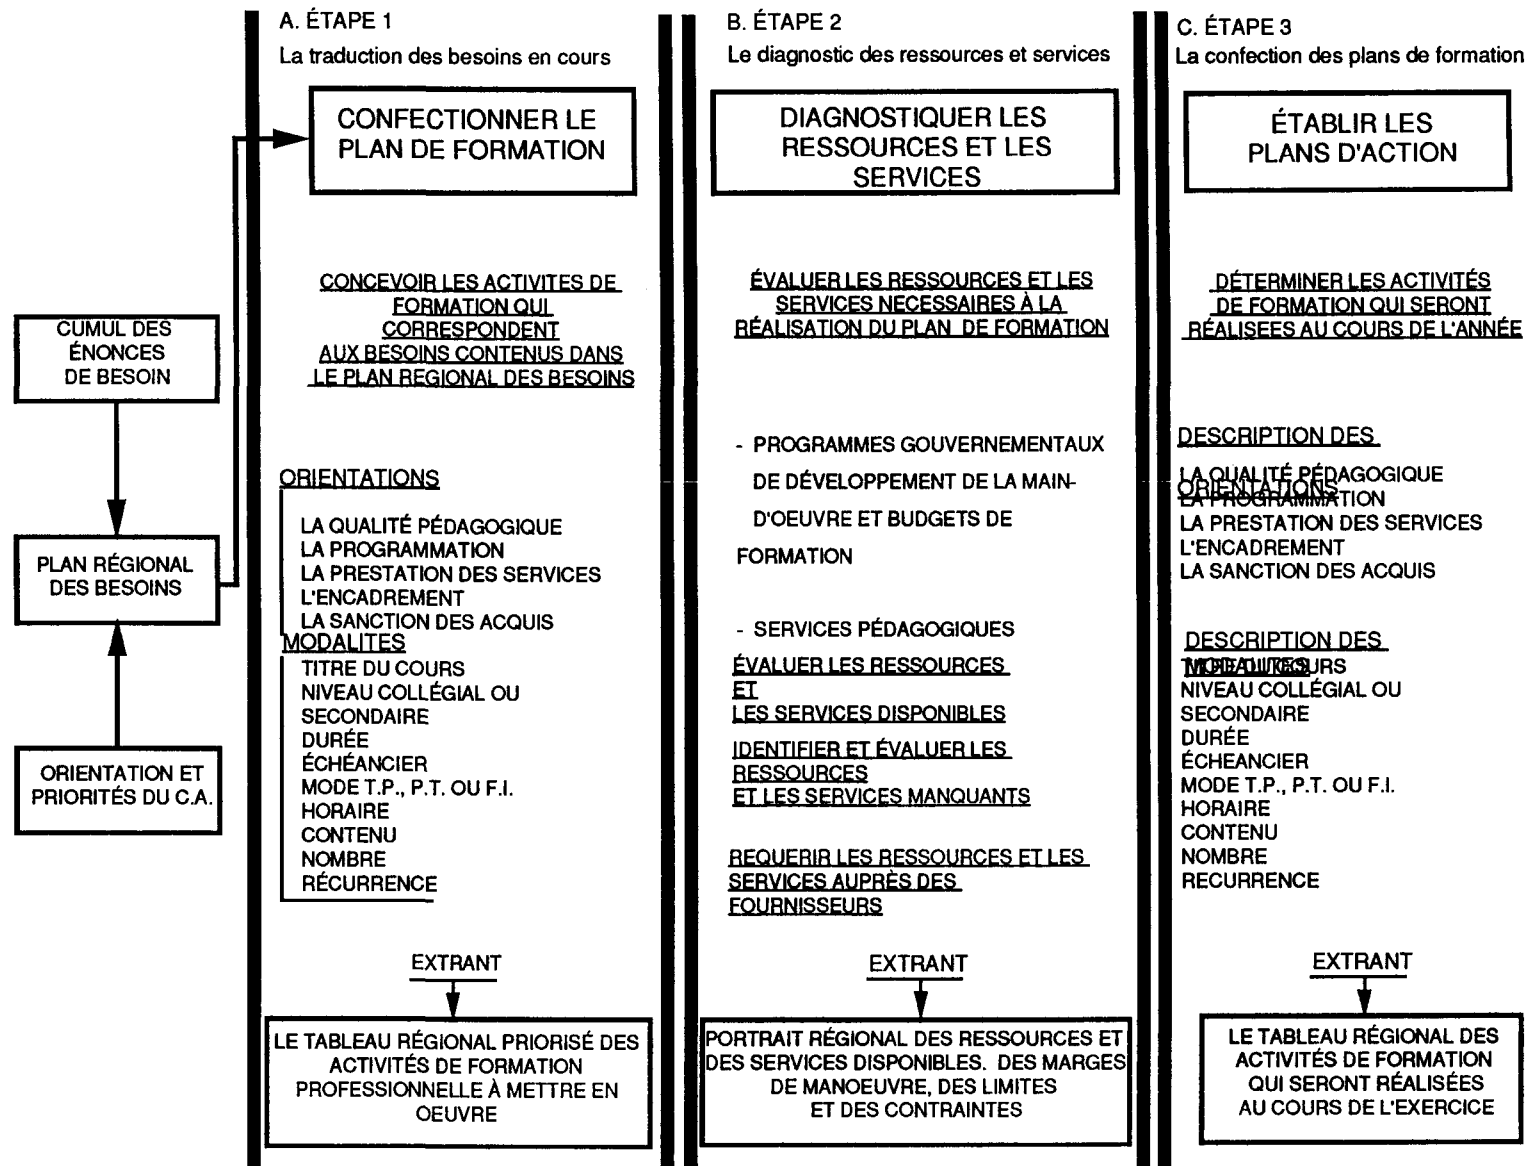 CUMUL DES
ÉNONCES
DE BESOIN
PLAN RÉGIONAL
DES BESOINS
ORIENTATION ET
PRIORITÉS DU C.A.
A. ÉTAPE 1
La traduction des besoins en cours
CONFECTIONNER LE
PLAN DE FORMATION
CONCEVOIR LES ACTIVITES DE
FORMATION QUI
CORRESPONDENT
AUX BESOINS CONTENUS DANS
LE PLAN REGIONAL DES BESOINS
ORIENTATIONS
LA QUALITÉ PÉDAGOGIQUE
LA PROGRAMMATION
LA PRESTATION DES SERVICES
L'ENCADREMENT
LA SANCTION DES ACQUIS
MODALITES
TITRE DU COURS
NIVEAU COLLÉGIAL OU
SECONDAIRE
DURÉE
ÉCHÉANCIER
MODE T.P., P.T. OU F.I.
HORAIRE
CONTENU
NOMBRE
RÉCURRENCE
EXTRANT
LE TABLEAU RÉGIONAL PRIORISÉ DES
ACTIVITÉS DE FORMATION
PROFESSIONNELLE À METTRE EN
OEUVRE
B. ÉTAPE 2
Le diagnostic des ressources et services
DIAGNOSTIQUER LES
RESSOURCES ET LES
SERVICES
ÉVALUER LES RESSOURCES ET LES
SERVICES NECESSAIRES À LA
RÉALISATION DU PLAN DE FORMATION
- PROGRAMMES GOUVERNEMENTAUX
DE DÉVELOPPEMENT DE LA MAIN-
D'OEUVRE ET BUDGETS DE
FORMATION
- SERVICES PÉDAGOGIQUES
ÉVALUER LES RESSOURCES
ET
LES SERVICES DISPONIBLES
IDENTIFIER ET ÉVALUER LES
RESSOURCES
ET LES SERVICES MANQUANTS
REQUERIR LES RESSOURCES ET LES
SERVICES AUPRÈS DES
FOURNISSEURS
EXTRANT
PORTRAIT RÉGIONAL DES RESSOURCES ET
DES SERVICES DISPONIBLES. DES MARGES
DE MANOEUVRE, DES LIMITES
ET DES CONTRAINTES
C. ÉTAPE 3
La confection des plans de formation
ÉTABLIR LES
PLANS D'ACTION
DÉTERMINER LES ACTIVITÉS
DE FORMATION QUI SERONT
RÉALISEES AU COURS DE L'ANNÉE
DESCRIPTION DES
ORIENTATIONS
LA QUALITÉ PÉDAGOGIQUE
LA PROGRAMMATION
LA PRESTATION DES SERVICES
L'ENCADREMENT
LA SANCTION DES ACQUIS
DESCRIPTION DES
MODALITES
TITRE DU COURS
NIVEAU COLLÉGIAL OU
SECONDAIRE
DURÉE
ÉCHEANCIER
MODE T.P., P.T. OU F.I.
HORAIRE
CONTENU
NOMBRE
RECURRENCE
EXTRANT
LE TABLEAU RÉGIONAL DES
ACTIVITÉS DE FORMATION
QUI SERONT RÉALISÉES
AU COURS DE L'EXERCICE